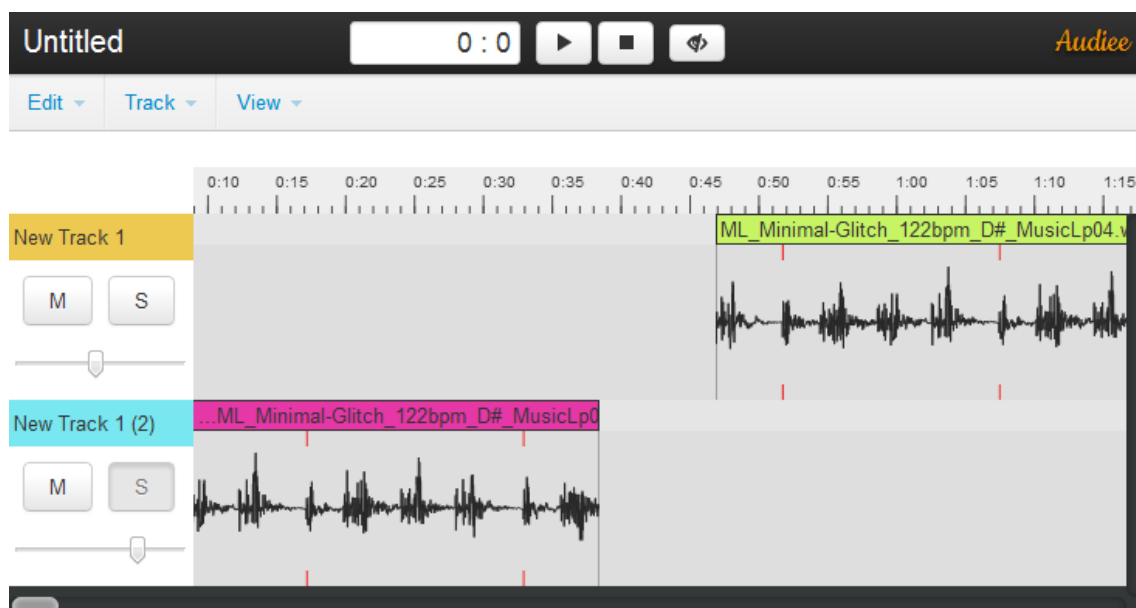 Untitled 0 : 0 Audiee
Edit Track View
0:10 0:15 0:20 0:25 0:30 0:35 0:40 0:45 0:50 0:55 1:00 1:05 1:10 1:15
New Track 1 ML_Minimal-Glitch_122bpm_D#_MusicLp04.w
M S
New Track 1 (2) ...ML_Minimal-Glitch_122bpm_D#_MusicLp0
M S